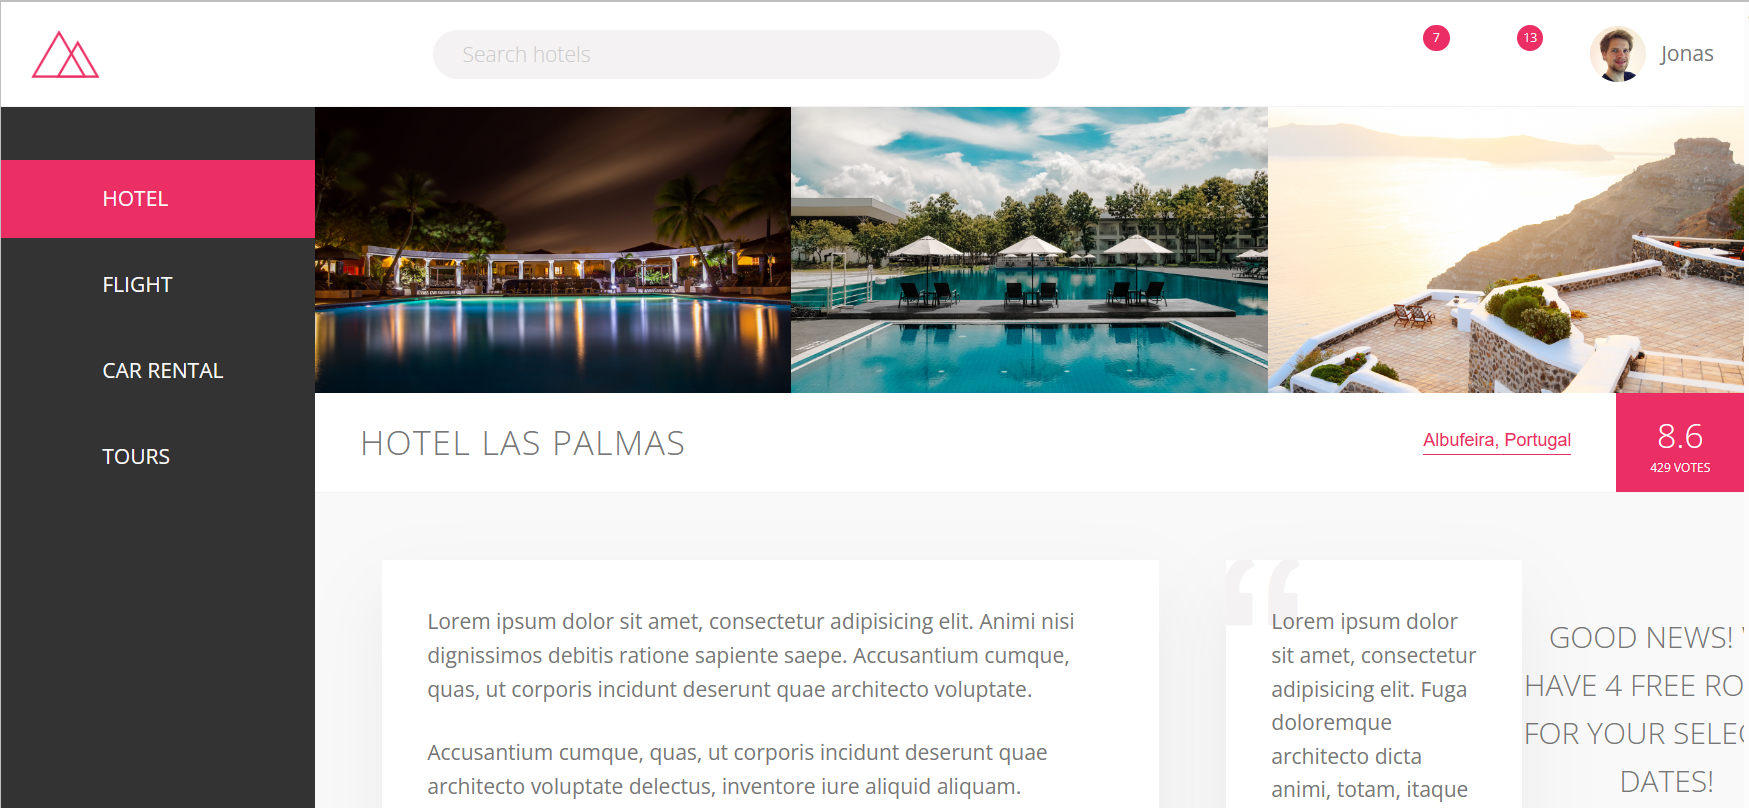 Search hotels
7
13
Jonas
HOTEL
FLIGHT
CAR RENTAL
TOURS
HOTEL LAS PALMAS
Albufeira, Portugal
8.6
429 VOTES
Lorem ipsum dolor sit amet, consectetur adipisicing elit. Animi nisi
dignissimos debitis ratione sapiente saepe. Accusantium cumque,
quas, ut corporis incidunt deserunt quae architecto voluptate.
Accusantium cumque, quas, ut corporis incidunt deserunt quae
architecto voluptate delectus, inventore iure aliquid aliquam.
“
Lorem ipsum dolor
sit amet, consectetur
adipisicing elit. Fuga
doloremque
architecto dicta
animi, totam, itaque
GOOD NEWS!
HAVE 4 FREE RO
FOR YOUR SELEC
DATES!